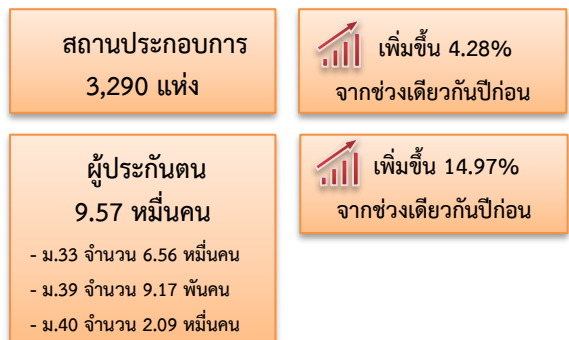 สถานประกอบการ
3,290 แห่ง
เพิ่มขึ้น 4.28%
จากช่วงเดียวกันปีก่อน
ผู้ประกันตน
9.57 หมื่นคน
- ม.33 จำนวน 6.56 หมื่นคน
- ม.39 จำนวน 9.17 พันคน
- ม.40 จำนวน 2.09 หมื่นคน
เพิ่มขึ้น 14.97%
จากช่วงเดียวกันปีก่อน